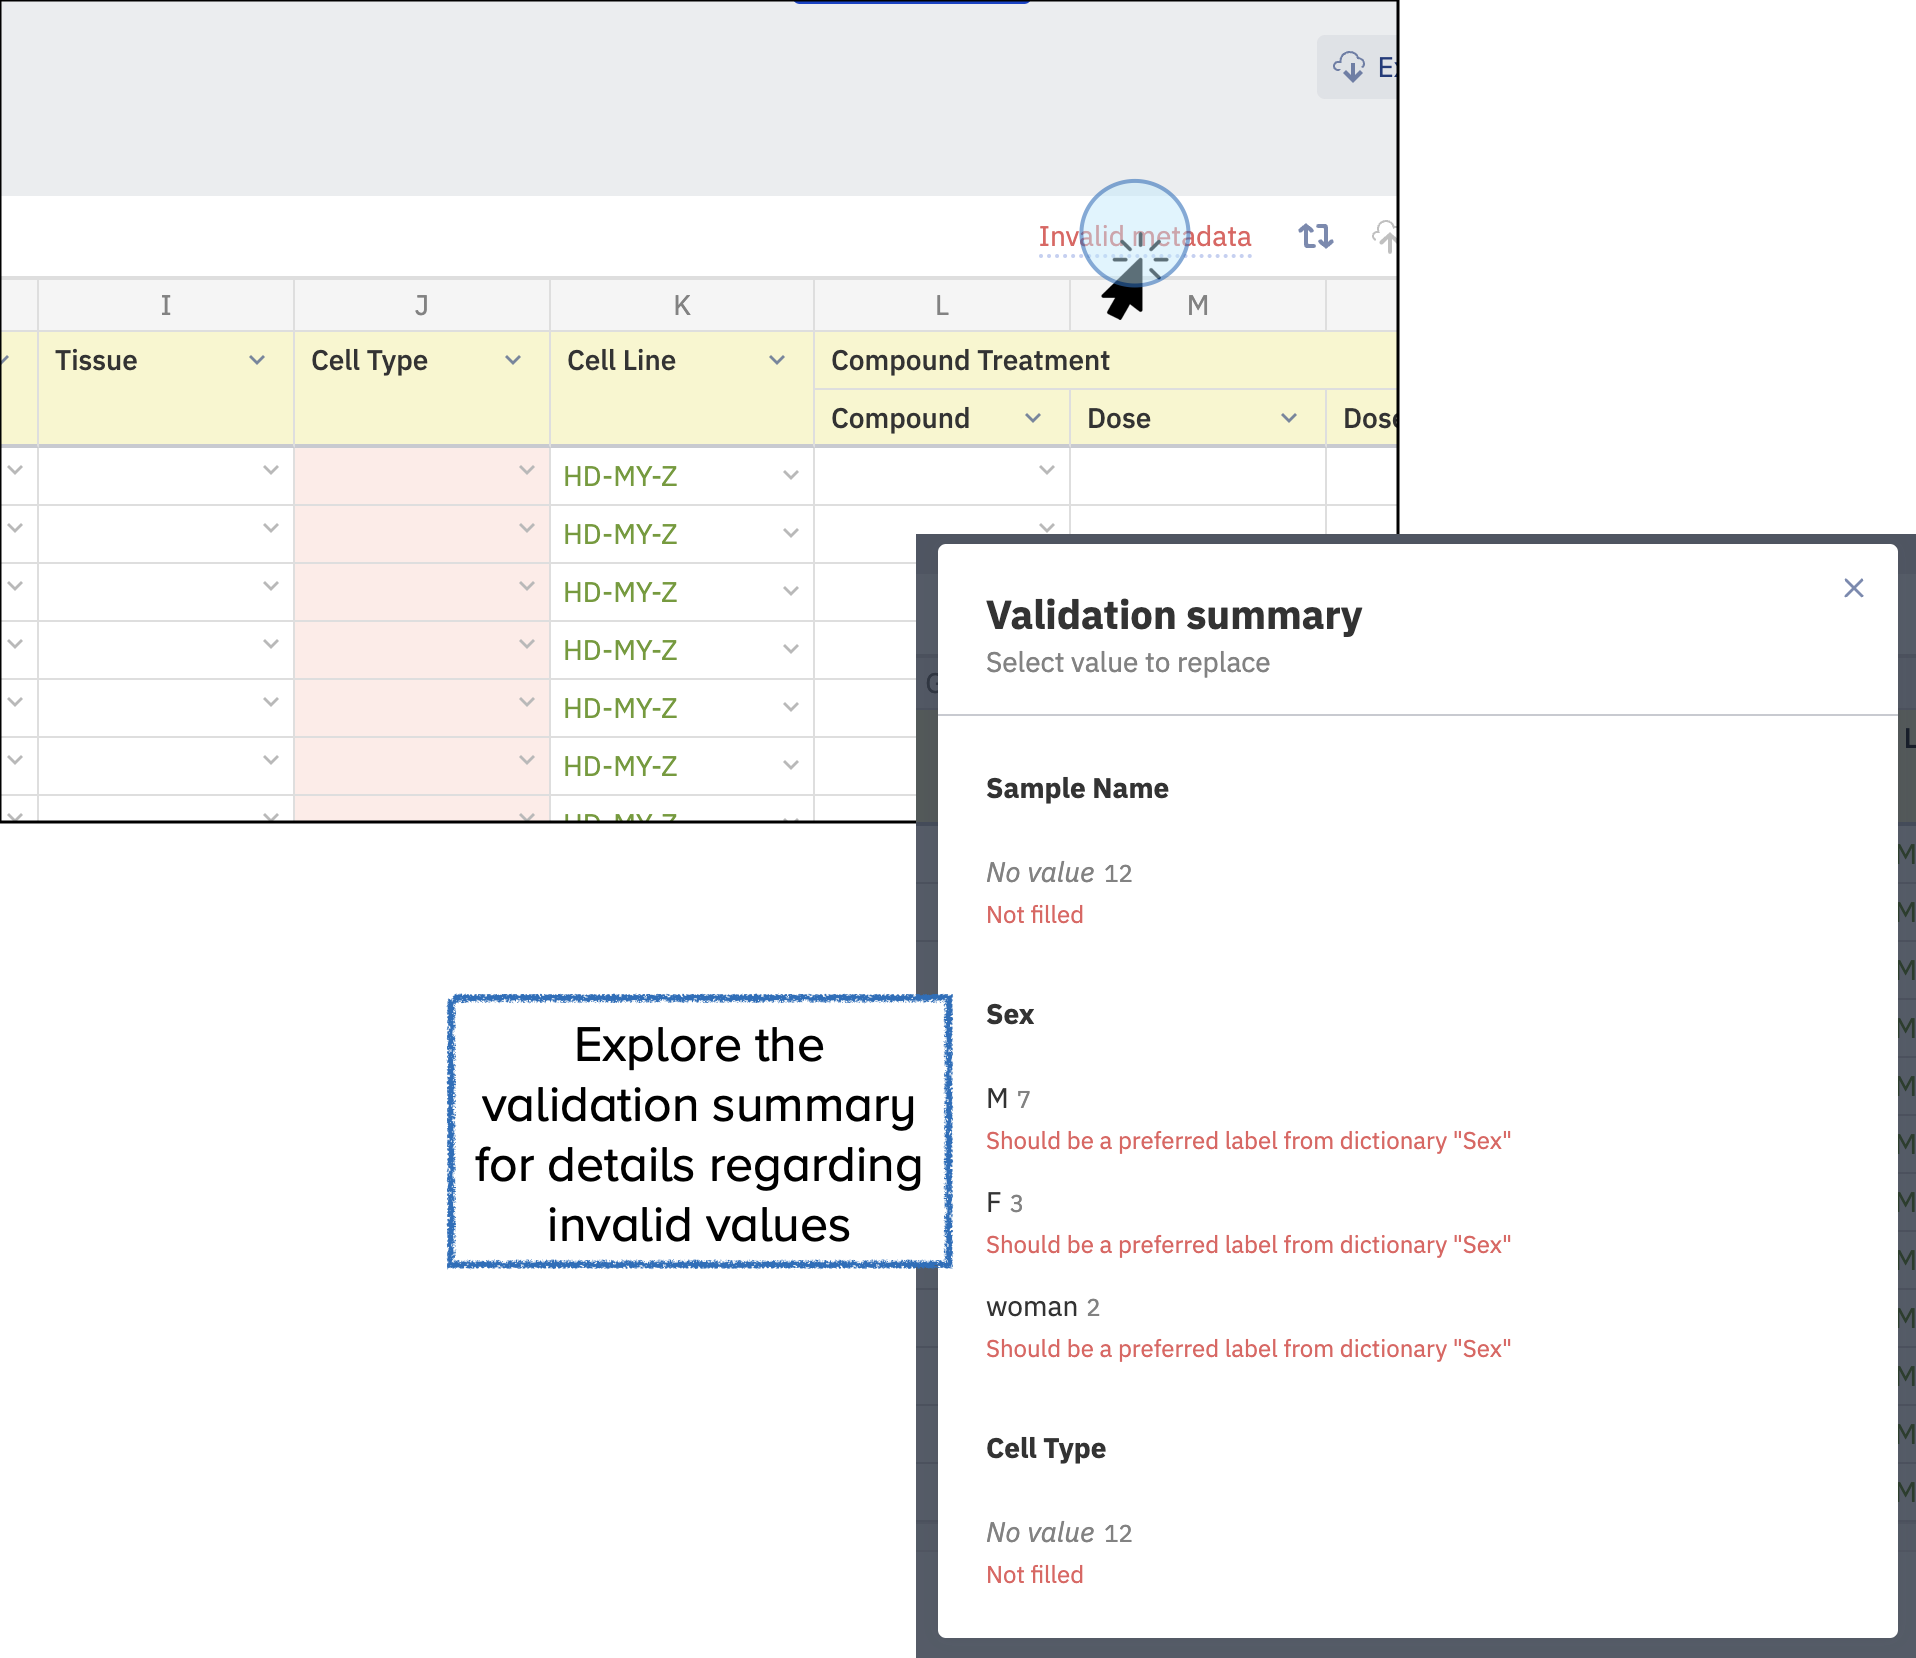 Invalid metadata
I J K L M
Tissue Cell Type Cell Line Compound Treatment
Compound Dose
HD-MY-Z
HD-MY-Z
HD-MY-Z
HD-MY-Z
HD-MY-Z
HD-MY-Z
HD-MY-Z
Validation summary
Select value to replace
Sample Name
No value 12
Not filled
Sex
M 7
Should be a preferred label from dictionary "Sex"
F 3
Should be a preferred label from dictionary "Sex"
woman 2
Should be a preferred label from dictionary "Sex"
Cell Type
No value 12
Not filled
Explore the
validation summary
for details regarding
invalid values